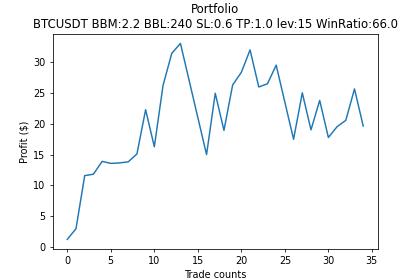 Portfolio
BTCUSDT BBM:2.2 BBL:240 SL:0.6 TP:1.0 lev:15 WinRatio:66.0
30
25
20
15
10
5
0
Profit ($)
0 5 10 15 20 25 30 35
Trade counts